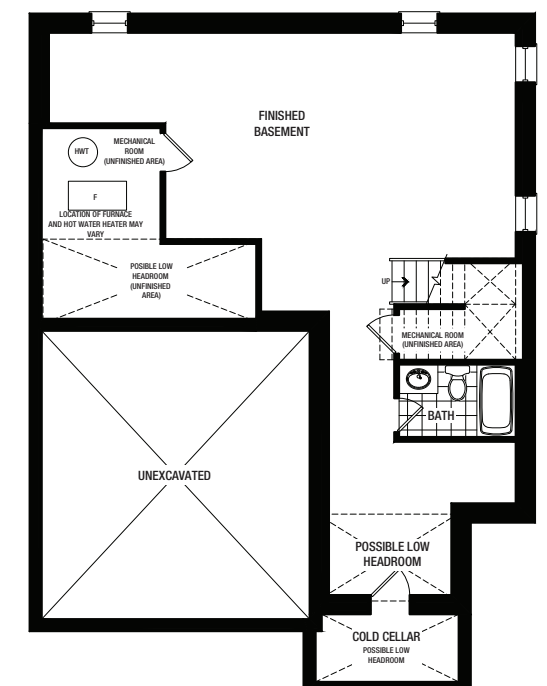 FINISHED
BASEMENT
HWT
MECHANICAL
ROOM
(UNFINISHED AREA)
F
LOCATION OF FURNACE
AND HOT WATER HEATER MAY
VARY
POSIBLE LOW
HEADROOM
(UNFINISHED
AREA)
UP
MECHANICAL ROOM
(UNFINISHED AREA)
BATH
UNEXCAVATED
POSSIBLE LOW
HEADROOM
COLD CELLAR
POSSIBLE LOW
HEADROOM